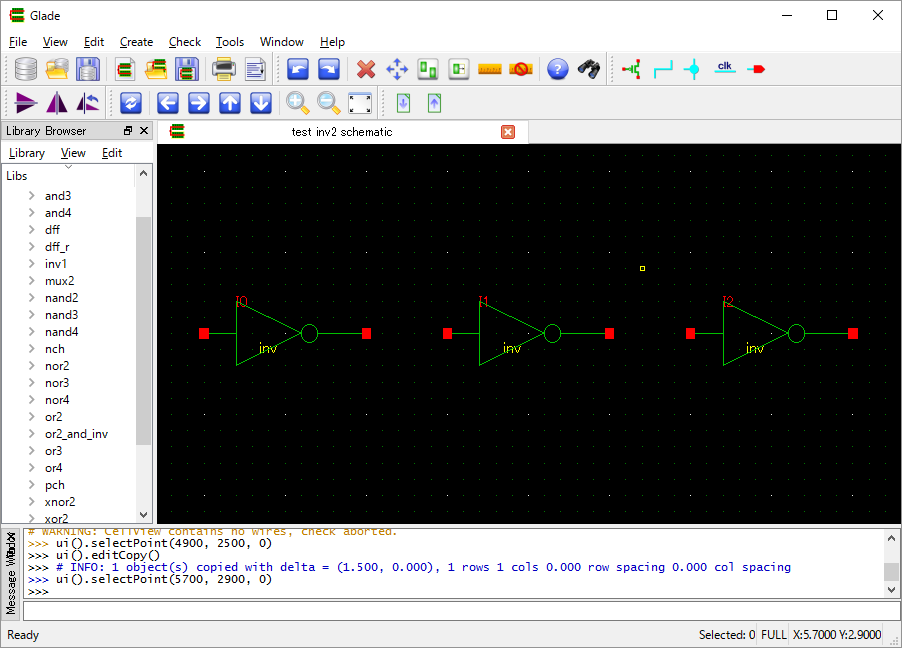 Glade
File View Edit Create Check Tools Window Help
clk
Library Browser
test inv2 schematic
Library View Edit
Libs
and3
and4
dff
dff_r
inv1
mux2
nand2
nand3
nand4
nch
nor2
nor3
nor4
or2
or2_and_inv
or3
or4
pch
xnor2
xor2
I0
I1
I2
inv
inv
inv
# WARNING: CellView contains no wires, check aborted.
>>> ui().selectPoint(4900, 2500, 0)
>>> ui().editCopy()
>>> # INFO: 1 object(s) copied with delta = (1.500, 0.000), 1 rows 1 cols 0.000 row spacing 0.000 col spacing
>>> ui().selectPoint(5700, 2900, 0)
>>>
Message Window
Ready
Selected: 0 FULL X:5.7000 Y:2.9000